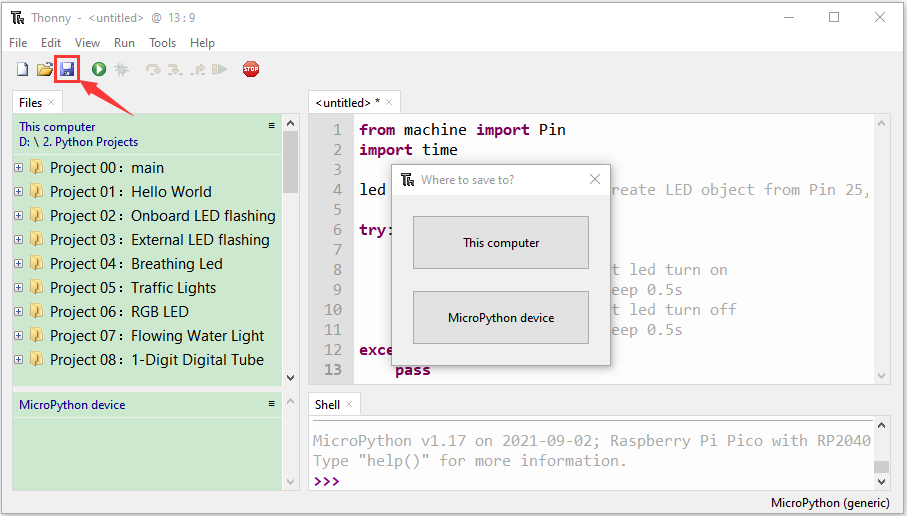 Thonny - <untitled> @ 13:9
File Edit View Run Tools Help
STOP
Files
This computer
D: \ 2. Python Projects
Project 00：main
Project 01：Hello World
Project 02：Onboard LED flashing
Project 03：External LED flashing
Project 04：Breathing Led
Project 05：Traffic Lights
Project 06：RGB LED
Project 07：Flowing Water Light
Project 08：1-Digit Digital Tube
MicroPython device
<untitled> *
1 from machine import Pin
2 import time
3
4 led reate LED object from Pin 25,
5
6 try:
7
8 t led turn on
9 eep 0.5s
10 t led turn off
11 eep 0.5s
12 exce
13 pass
Where to save to?
This computer
MicroPython device
Shell
MicroPython v1.17 on 2021-09-02; Raspberry Pi Pico with RP2040
Type "help()" for more information.
>>>
MicroPython (generic)